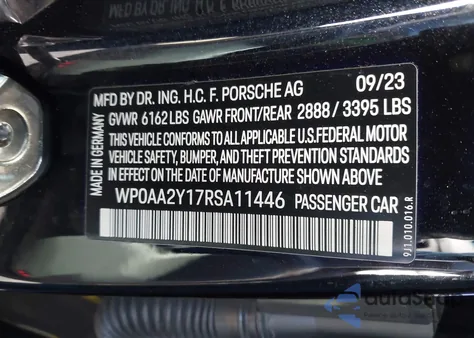 MFD BY DR. ING. H.C. F. PORSCHE AG 09/23
GVWR 6162 LBS GAWR FRONT/REAR 2888 / 3395 LBS
THIS VEHICLE CONFORMS TO ALL APPLICABLE U.S. FEDERAL MOTOR
VEHICLE SAFETY, BUMPER, AND THEFT PREVENTION STANDARDS
IN EFFECT ON THE DATE OF MANUFACTURE SHOWN ABOVE.
WP0AA2Y17RSA11446 PASSENGER CAR
MADE IN GERMANY
9J1.010.016.R